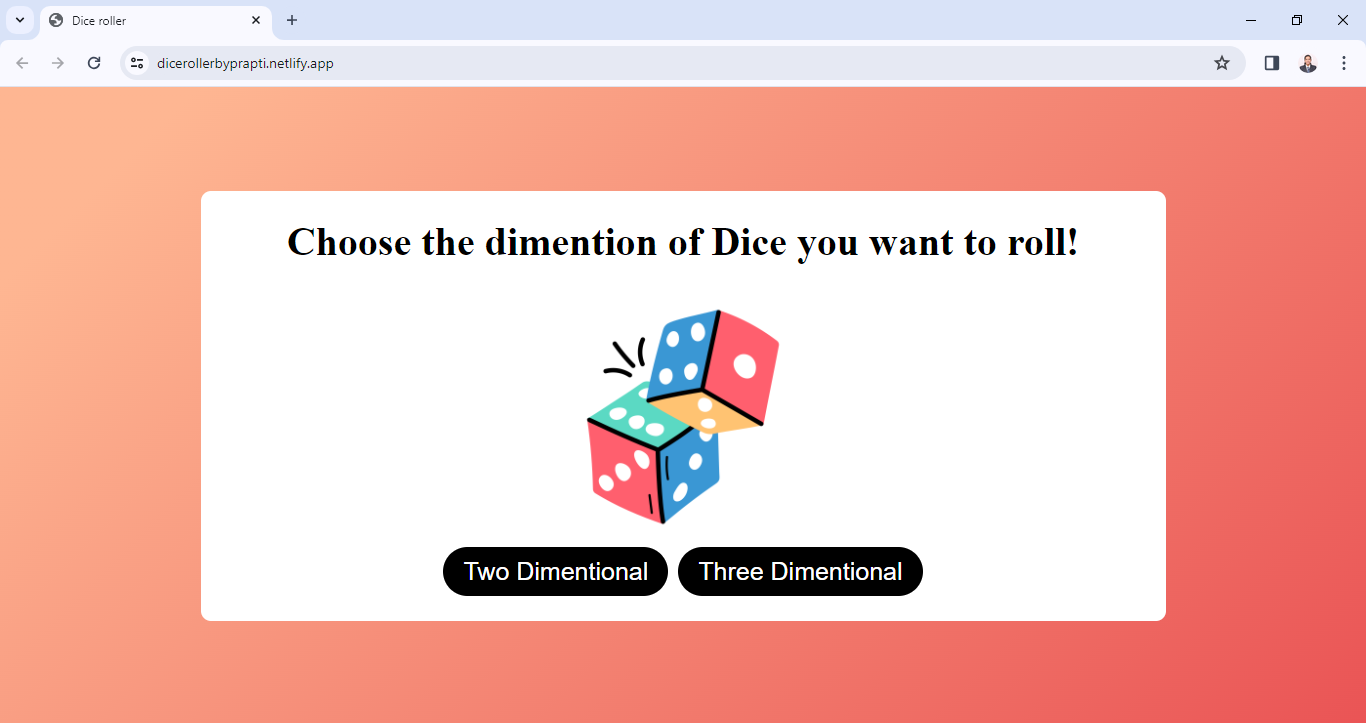 Dice roller
dicerollerbyprapti.netlify.app
Choose the dimention of Dice you want to roll!
Two Dimentional
Three Dimentional